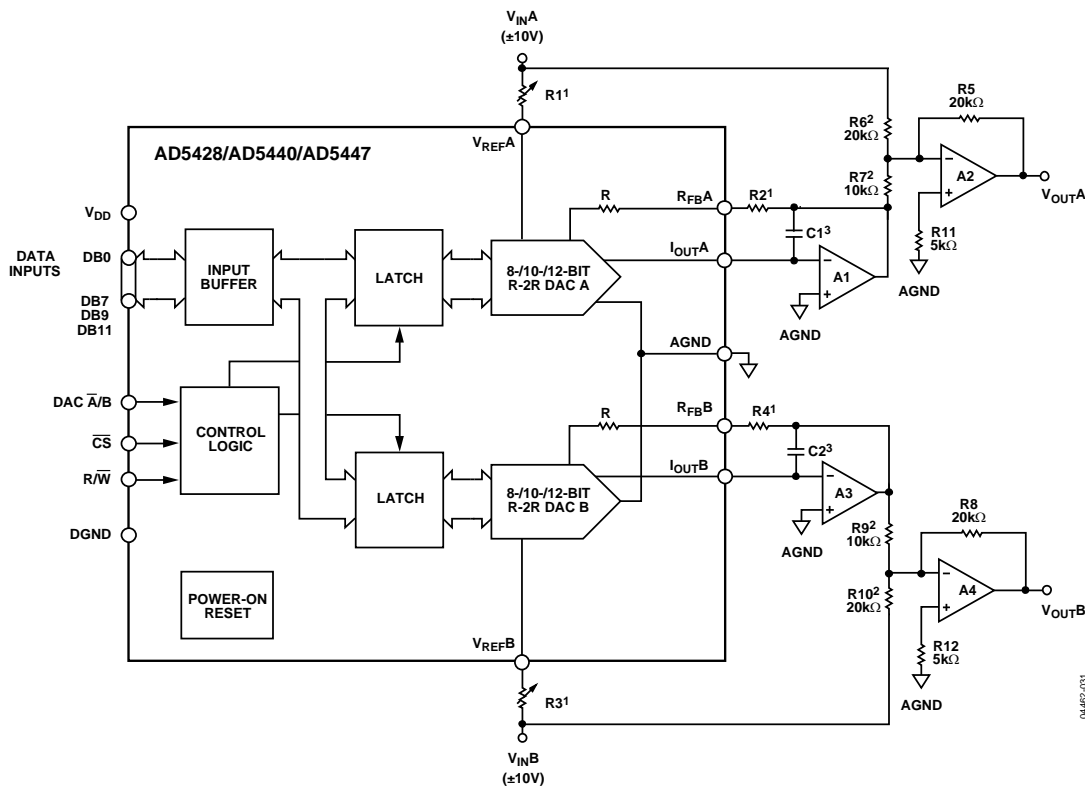 VINA
(±10V)
R1¹
VREFA
AD5428/AD5440/AD5447
R
RFBA
R2¹
R6²
20kΩ
R5
20kΩ
R7²
10kΩ
A2
VOUTA
R11
5kΩ
AGND
C1³
VDD
DATA
INPUTS
DB0
DB7
DB9
DB11
INPUT
BUFFER
LATCH
8-/10-/12-BIT
R-2R DAC A
IOUTA
A1
AGND
AGND
DAC A̅/B
C̅S̅
R/W̅
CONTROL
LOGIC
DGND
POWER-ON
RESET
LATCH
R
RFBB
R4¹
8-/10-/12-BIT
R-2R DAC B
IOUTB
C2³
A3
AGND
R9²
10kΩ
R8
20kΩ
R10²
20kΩ
A4
VOUTB
R12
5kΩ
AGND
VREFB
R3¹
VINB
(±10V)
04462-031